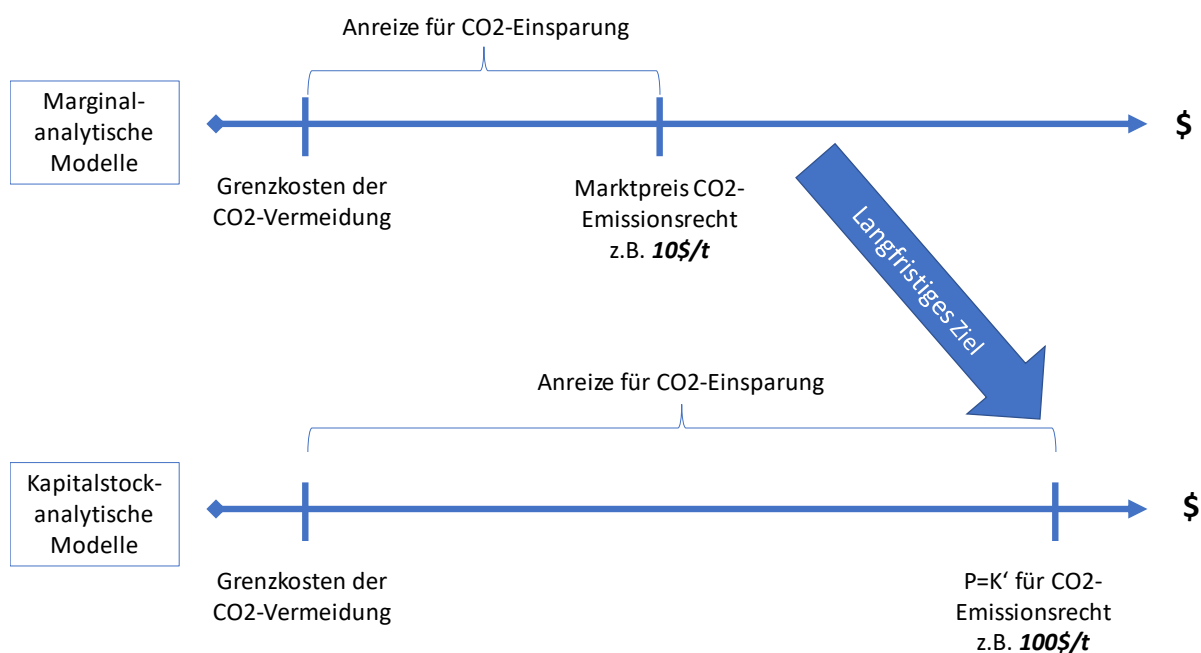 Anreize für CO2-Einsparung
Marginal-
analytische
Modelle
$
Grenzkosten der
CO2-Vermeidung
Marktpreis CO2-
Emissionsrecht
z.B. 10$/t
Langfristiges Ziel
Anreize für CO2-Einsparung
Kapitalstock-
analytische
Modelle
$
Grenzkosten der
CO2-Vermeidung
P=K‘ für CO2-
Emissionsrecht
z.B. 100$/t